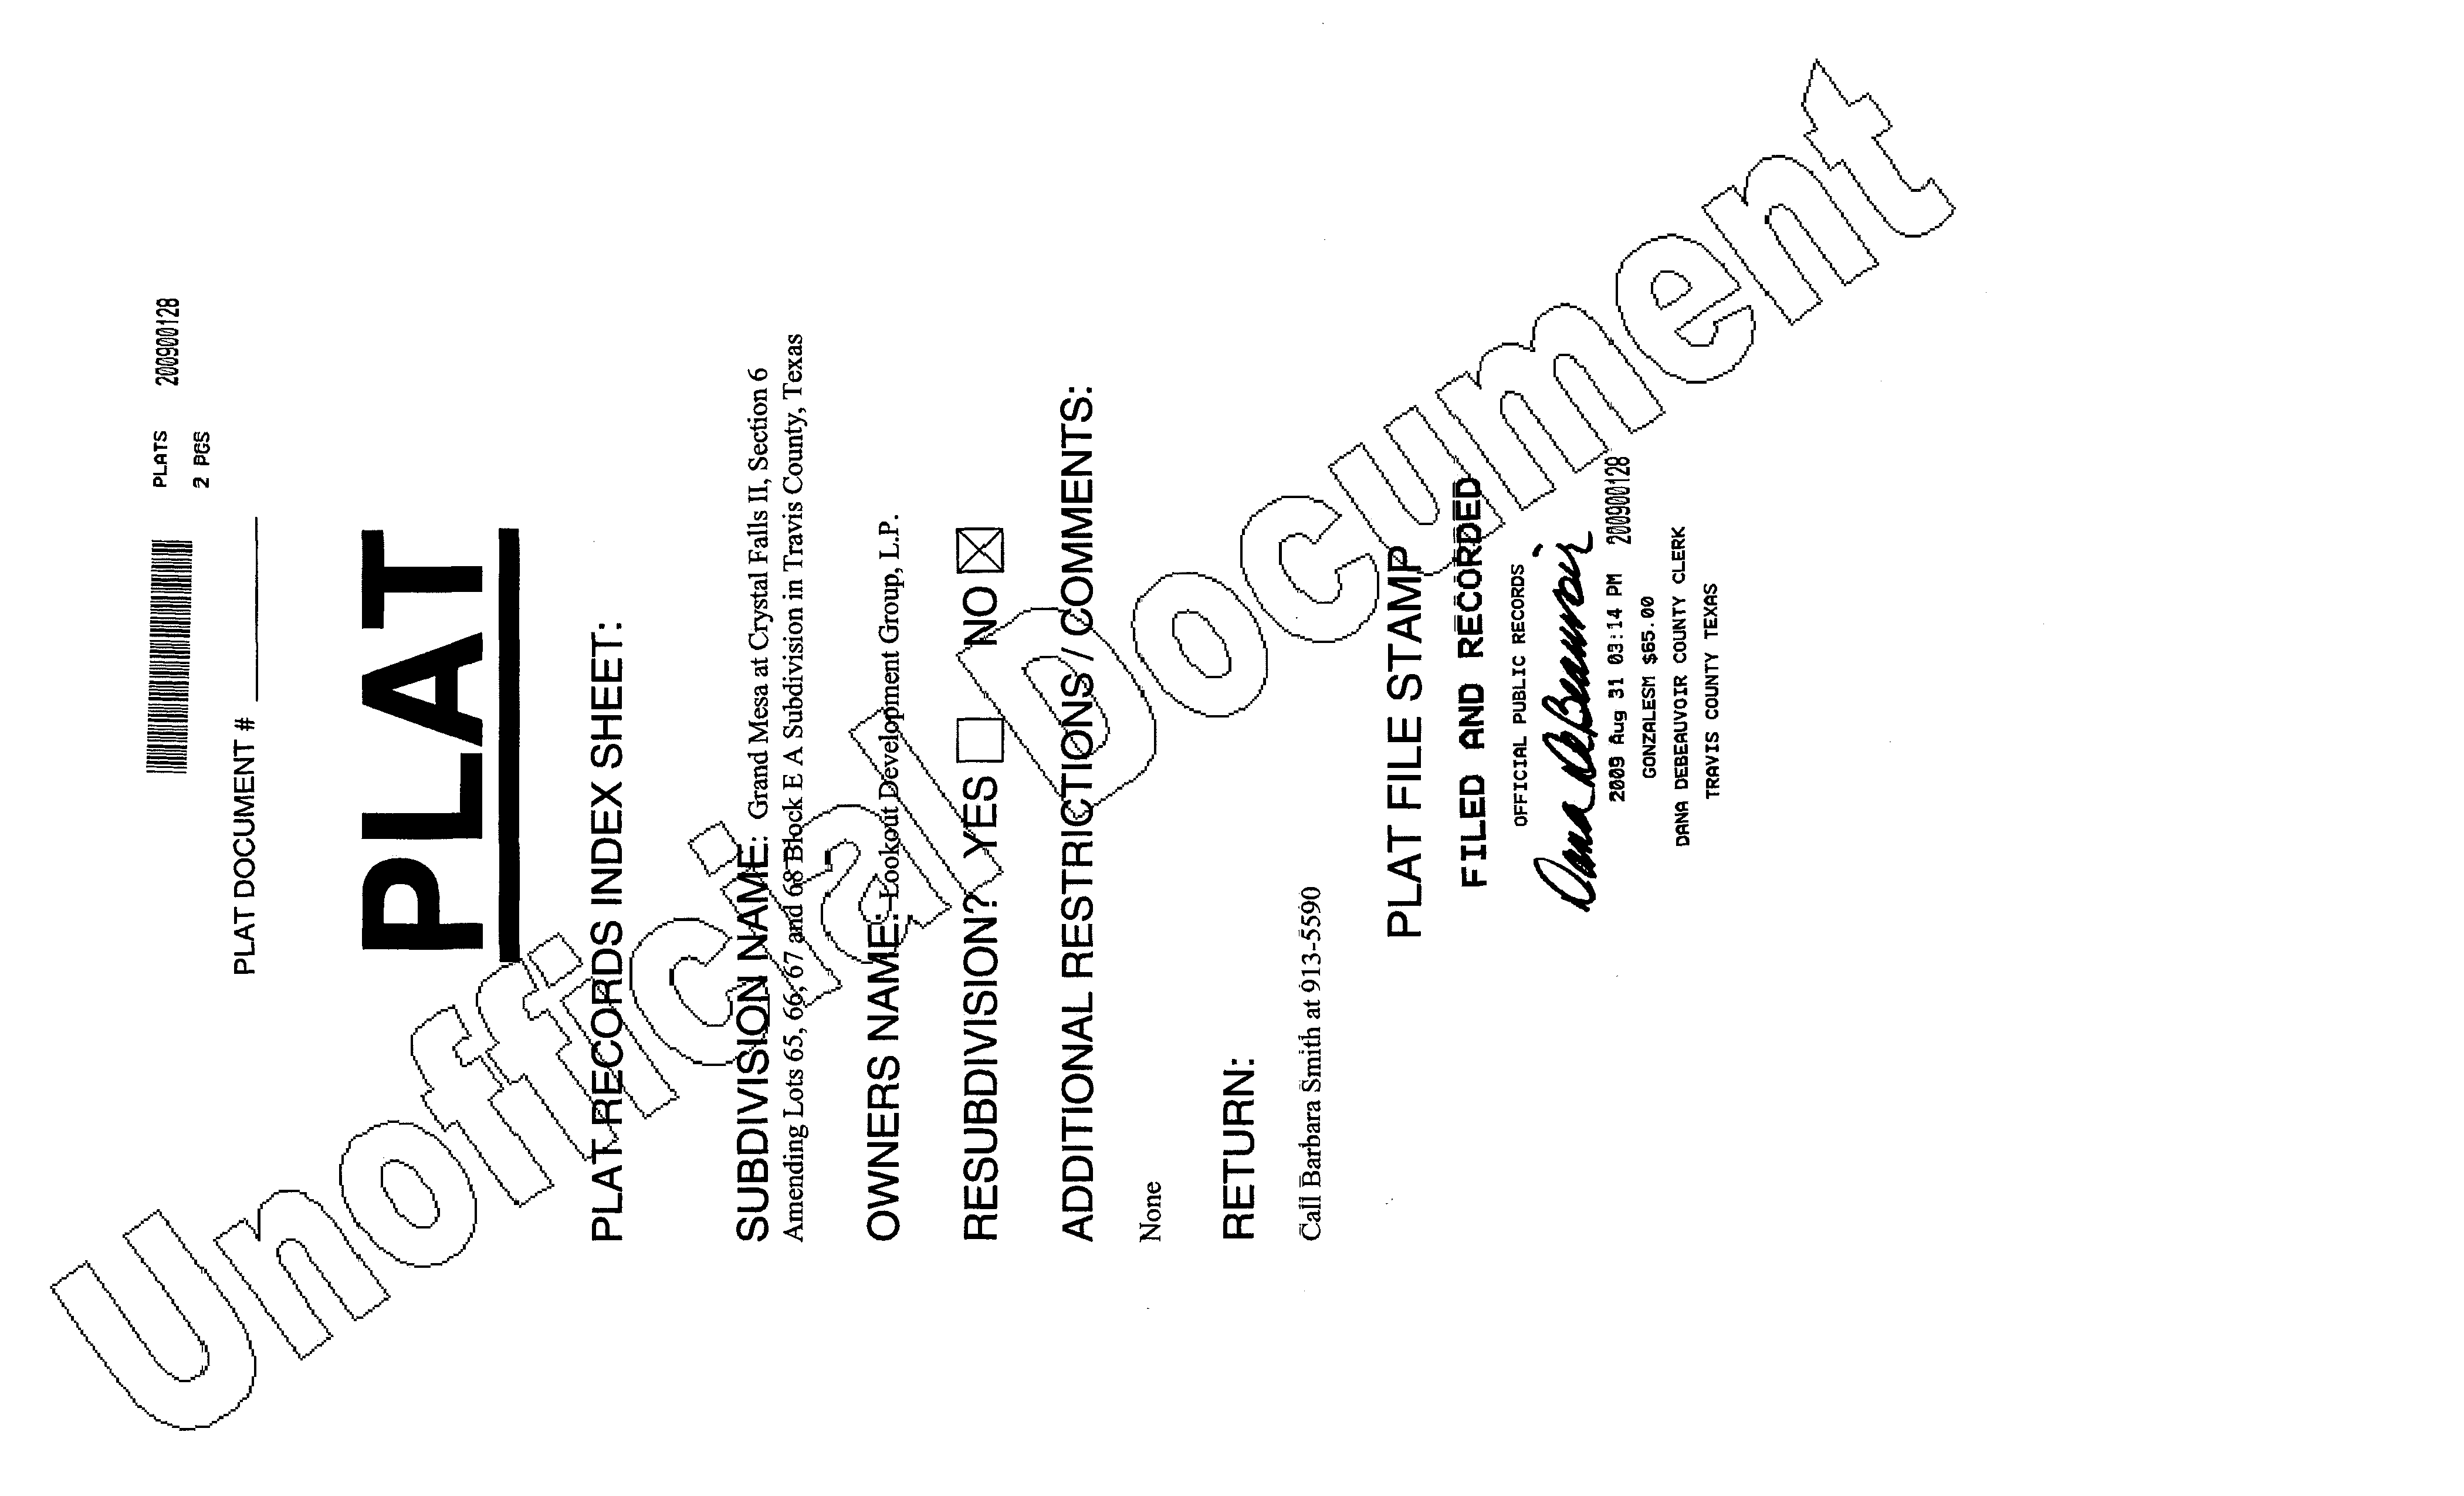 PLATS 200900128
2 PGS
PLAT DOCUMENT #
PLAT
PLAT RECORDS INDEX SHEET:
SUBDIVISION NAME: Grand Mesa at Crystal Falls II, Section 6
Amending Lots 65, 66, 67 and 68 Block E A Subdivision in Travis County, Texas
OWNERS NAME: Lookout Development Group, L.P.
RESUBDIVISION? YES NO
ADDITIONAL RESTRICTIONS / COMMENTS:
None
RETURN:
Call Barbara Smith at 913-5590
PLAT FILE STAMP
FILED AND RECORDED
OFFICIAL PUBLIC RECORDS
Dana DeBeauvoir
2009 Aug 31 03:14 PM 200900128
GONZALESM $65.00
DANA DEBEAUVOIR COUNTY CLERK
TRAVIS COUNTY TEXAS
Unofficial Document